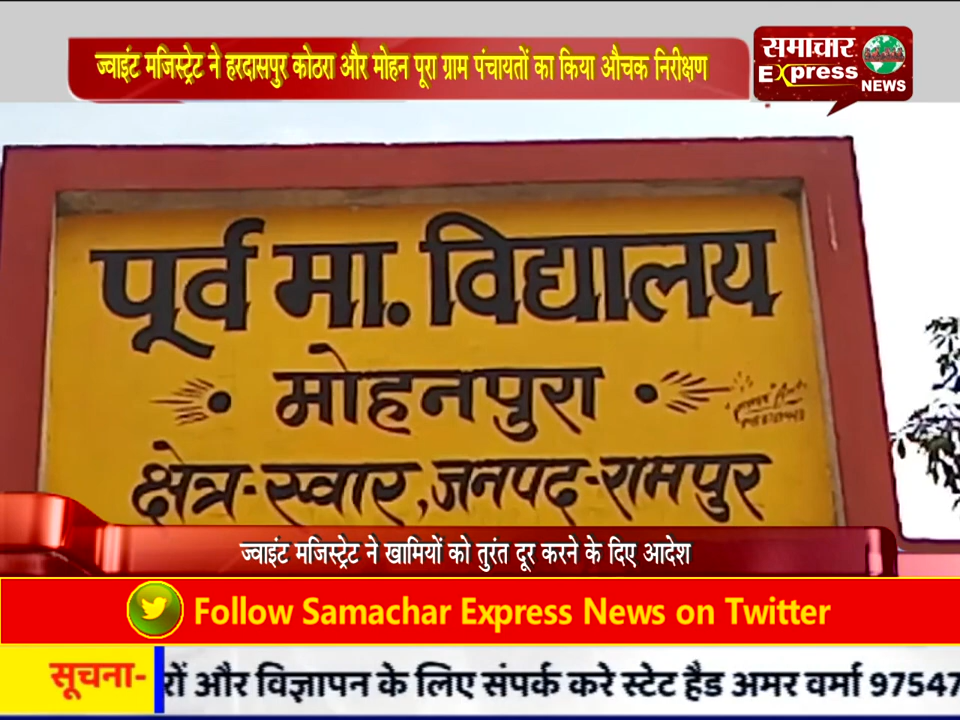 ज्वाइंट मजिस्ट्रेट ने हरदासपुर कोठरा और मोहन पूरा ग्राम पंचायतों का किया औचक निरीक्षण
समाचार
Express
NEWS
पूर्व मा. विद्यालय
मोहनपुरा
क्षेत्र-स्वार, जनपद-रामपुर
ज्वाइंट मजिस्ट्रेट ने खामियों को तुरंत दूर करने के दिए आदेश
Follow Samachar Express News on Twitter
सूचना- रों और विज्ञापन के लिए संपर्क करे स्टेट हैड अमर वर्मा 97547